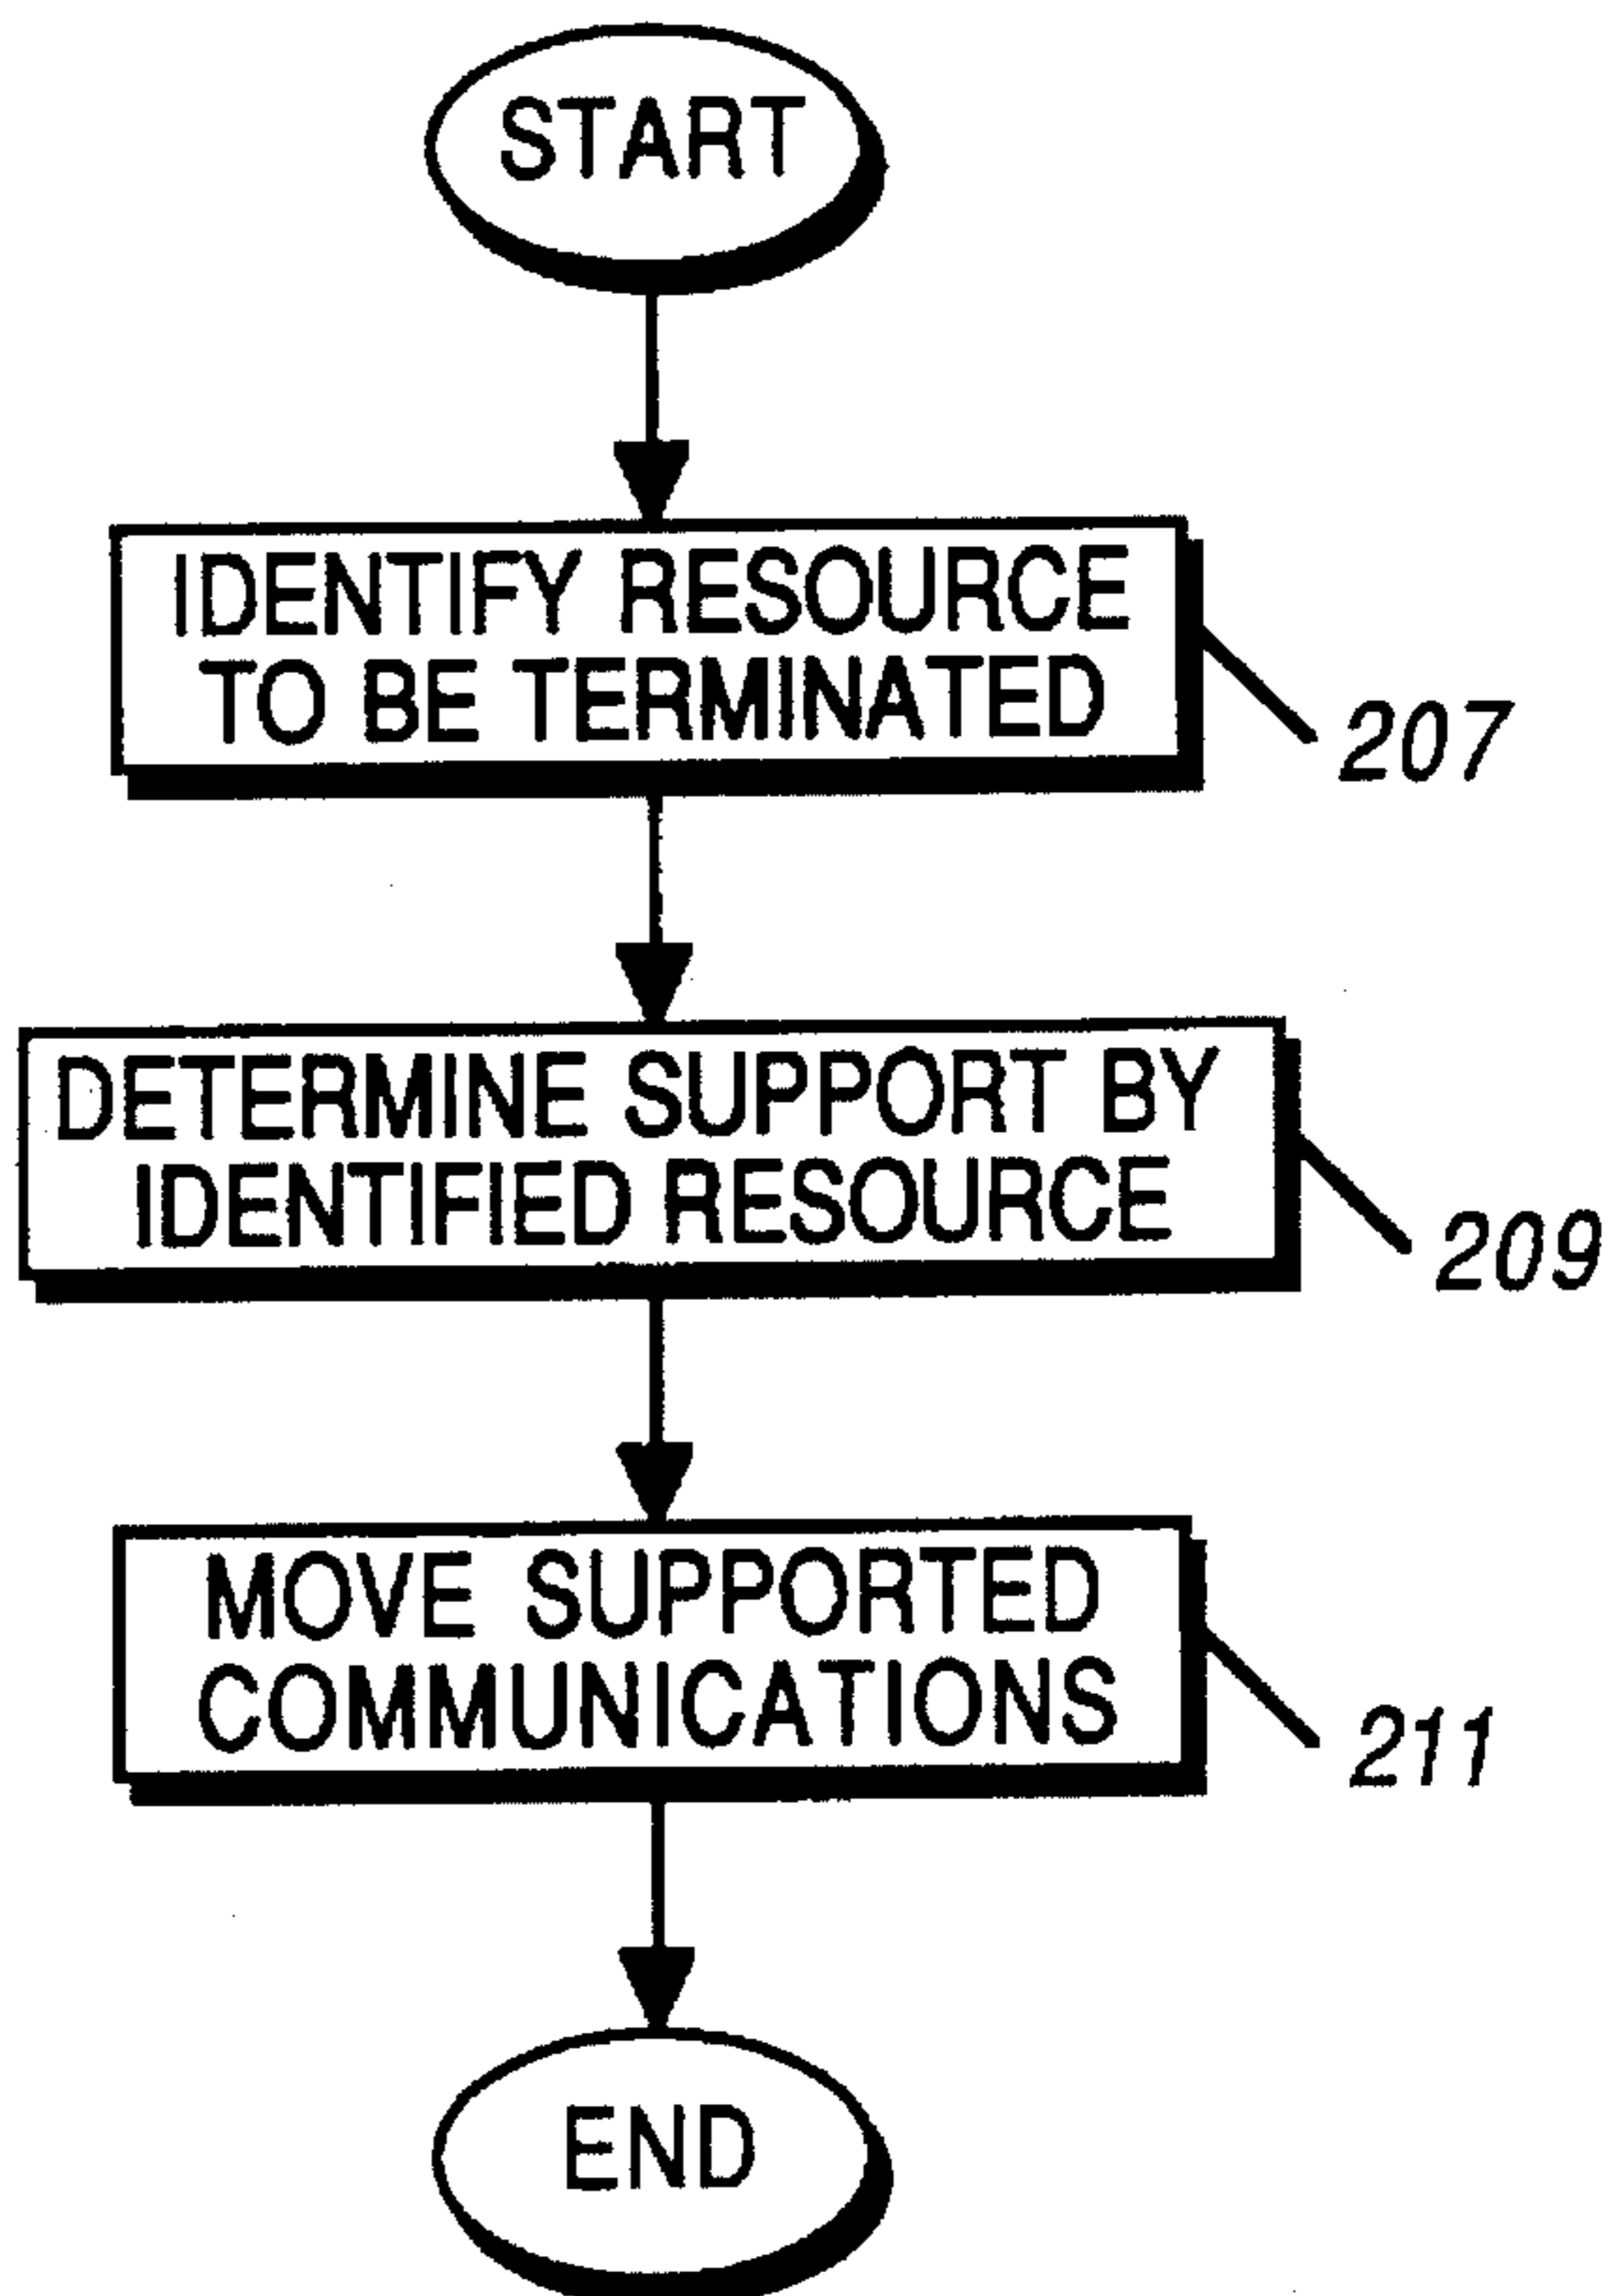 START
IDENTIFY RESOURCE
TO BE TERMINATED
207
DETERMINE SUPPORT BY
IDENTIFIED RESOURCE
209
MOVE SUPPORTED
COMMUNICATIONS
211
END